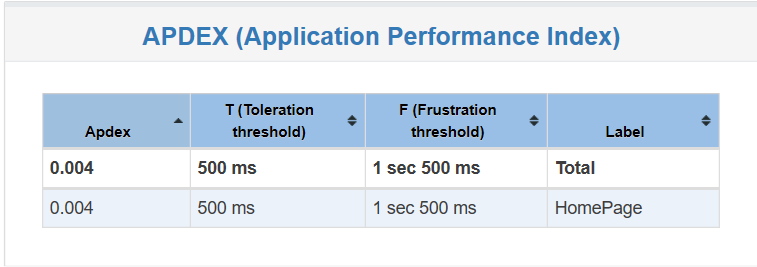 APDEX (Application Performance Index)
Apdex T (Toleration threshold) F (Frustration threshold) Label
0.004 500 ms 1 sec 500 ms Total
0.004 500 ms 1 sec 500 ms HomePage